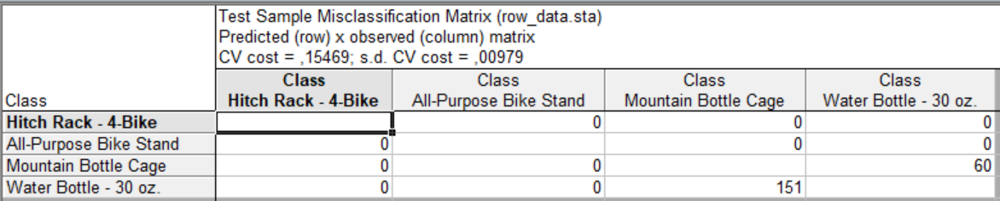 Test Sample Misclassification Matrix (row_data.sta)
Predicted (row) x observed (column) matrix
CV cost = ,15469; s.d. CV cost = ,00979
Class Class Class Class
Class Hitch Rack - 4-Bike All-Purpose Bike Stand Mountain Bottle Cage Water Bottle - 30 oz.
Hitch Rack - 4-Bike 0 0 0
All-Purpose Bike Stand 0 0 0
Mountain Bottle Cage 0 0 60
Water Bottle - 30 oz. 0 0 151